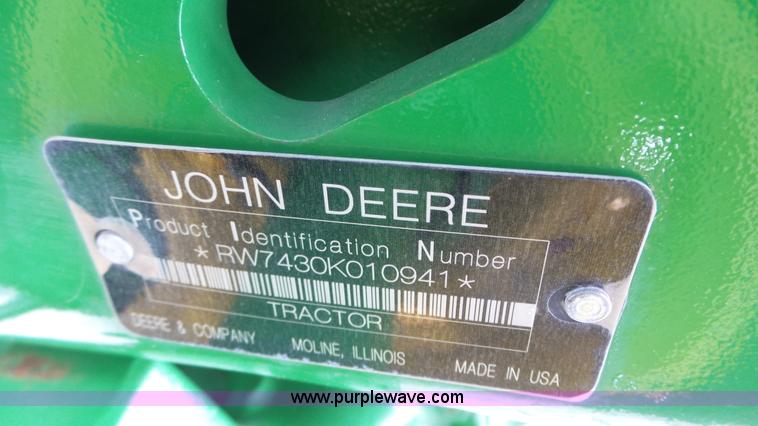 JOHN DEERE
Product Identification Number
*RW7430K010941*
TRACTOR
DEERE & COMPANY MOLINE, ILLINOIS MADE IN USA
www.purplewave.com